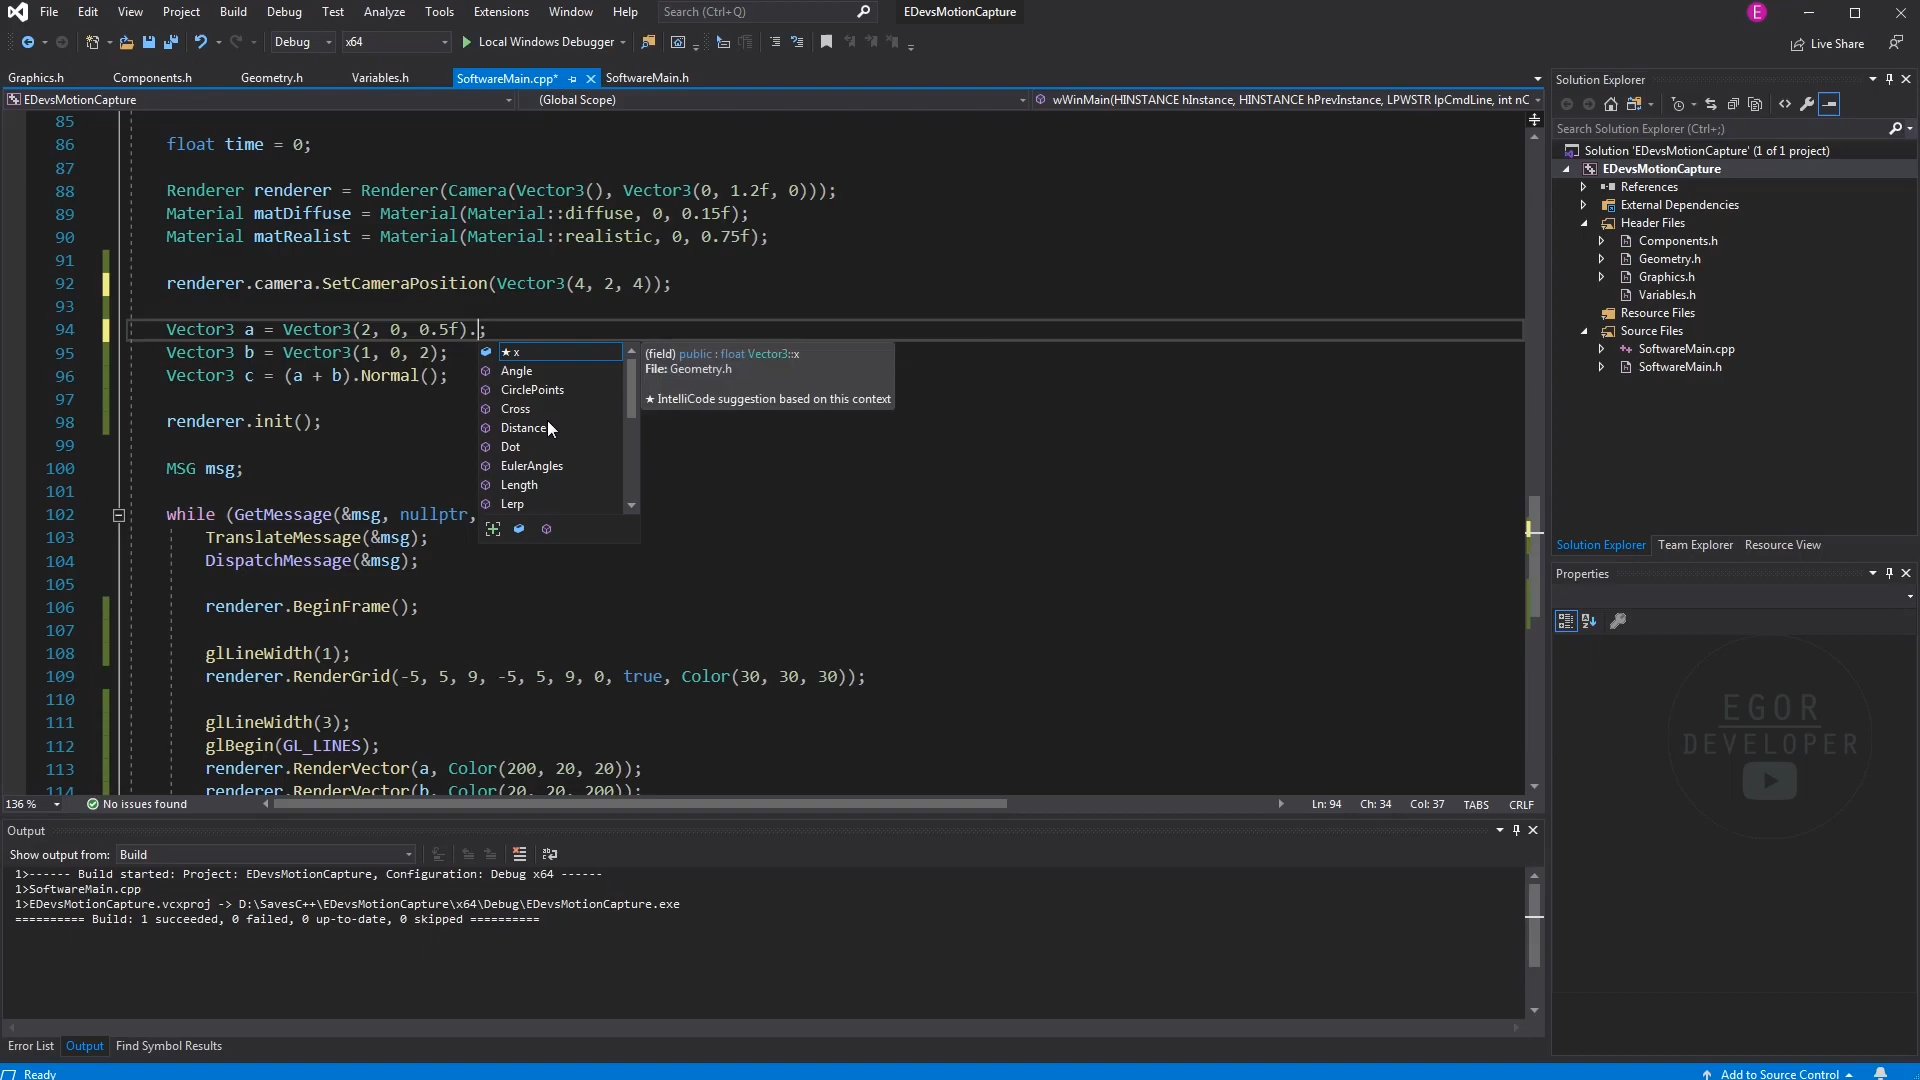 File Edit View Project Build Debug Test Analyze Tools Extensions Window Help Search (Ctrl+Q) EDevsMotionCapture E
Debug x64 Local Windows Debugger Live Share
Graphics.h Components.h Geometry.h Variables.h SoftwareMain.cpp* SoftwareMain.h
EDevsMotionCapture (Global Scope) wWinMain(HINSTANCE hInstance, HINSTANCE hPrevInstance, LPWSTR lpCmdLine, int nC
85
86 float time = 0;
87
88 Renderer renderer = Renderer(Camera(Vector3(), Vector3(0, 1.2f, 0)));
89 Material matDiffuse = Material(Material::diffuse, 0, 0.15f);
90 Material matRealist = Material(Material::realistic, 0, 0.75f);
91
92 renderer.camera.SetCameraPosition(Vector3(4, 2, 4));
93
94 Vector3 a = Vector3(2, 0, 0.5f).;
95 Vector3 b = Vector3(1, 0, 2);
96 Vector3 c = (a + b).Normal();
97
98 renderer.init();
99
100 MSG msg;
101
102 while (GetMessage(&msg, nullptr,
103 TranslateMessage(&msg);
104 DispatchMessage(&msg);
105
106 renderer.BeginFrame();
107
108 glLineWidth(1);
109 renderer.RenderGrid(-5, 5, 9, -5, 5, 9, 0, true, Color(30, 30, 30));
110
111 glLineWidth(3);
112 glBegin(GL_LINES);
113 renderer.RenderVector(a, Color(200, 20, 20));
114 renderer.RenderVector(b, Color(20, 20, 200));
★ x
Angle
CirclePoints
Cross
Distance
Dot
EulerAngles
Length
Lerp
(field) public : float Vector3::x
File: Geometry.h
★ IntelliCode suggestion based on this context
136 % No issues found Ln: 94 Ch: 34 Col: 37 TABS CRLF
Output
Show output from: Build
1>------ Build started: Project: EDevsMotionCapture, Configuration: Debug x64 ------
1>SoftwareMain.cpp
1>EDevsMotionCapture.vcxproj -> D:\SavesC++\EDevsMotionCapture\x64\Debug\EDevsMotionCapture.exe
========== Build: 1 succeeded, 0 failed, 0 up-to-date, 0 skipped ==========
Error List Output Find Symbol Results
Ready
Solution Explorer
Search Solution Explorer (Ctrl+;)
Solution 'EDevsMotionCapture' (1 of 1 project)
EDevsMotionCapture
References
External Dependencies
Header Files
Components.h
Geometry.h
Graphics.h
Variables.h
Resource Files
Source Files
SoftwareMain.cpp
SoftwareMain.h
Solution Explorer Team Explorer Resource View
Properties
EGOR
DEVELOPER
Add to Source Control